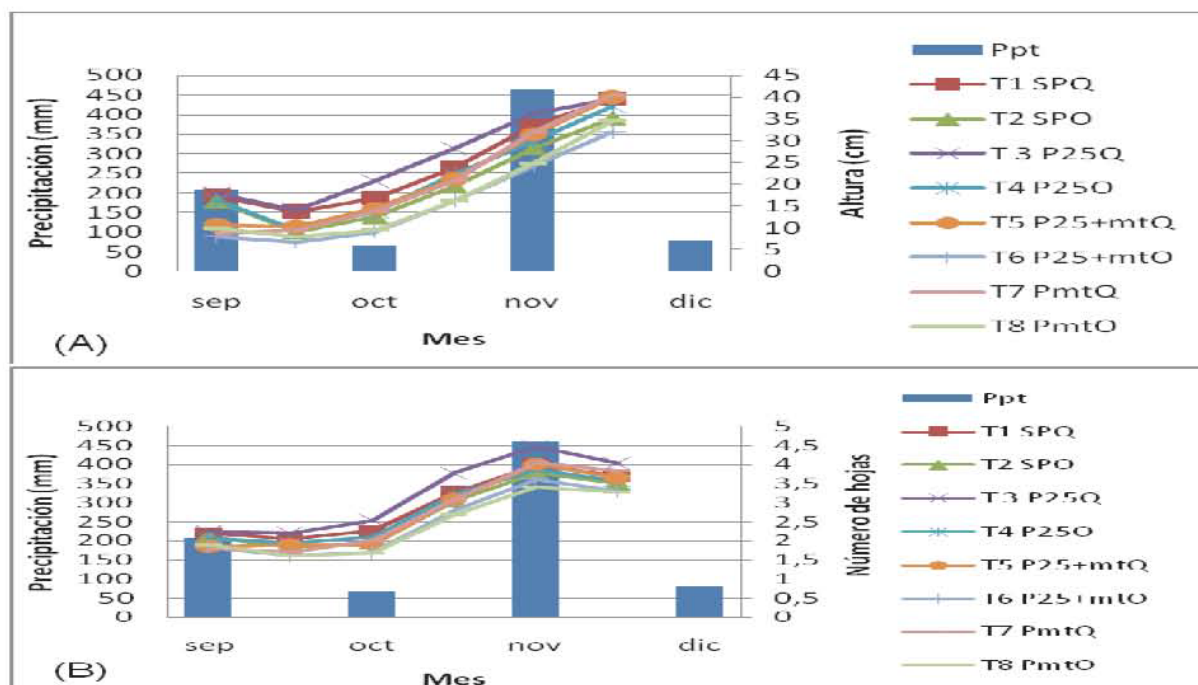 500
450
400
350
300
250
200
150
100
50
0
Precipitación (mm)
sep
oct
nov
dic
Mes
45
40
35
30
25
20
15
10
5
0
Altura (cm)
Ppt
T1 SPQ
T2 SPO
T 3 P25Q
T4 P25O
T5 P25+mtQ
T6 P25+mtO
T7 PmtQ
T8 PmtO
(A)
500
450
400
350
300
250
200
150
100
50
0
Precipitación (mm)
sep
oct
nov
dic
Mes
5
4,5
4
3,5
3
2,5
2
1,5
1
0,5
0
Número de hojas
Ppt
T1 SPQ
T2 SPO
T 3 P25Q
T4 P25O
T5 P25+mtQ
T6 P25+mtO
T7 PmtQ
T8 PmtO
(B)